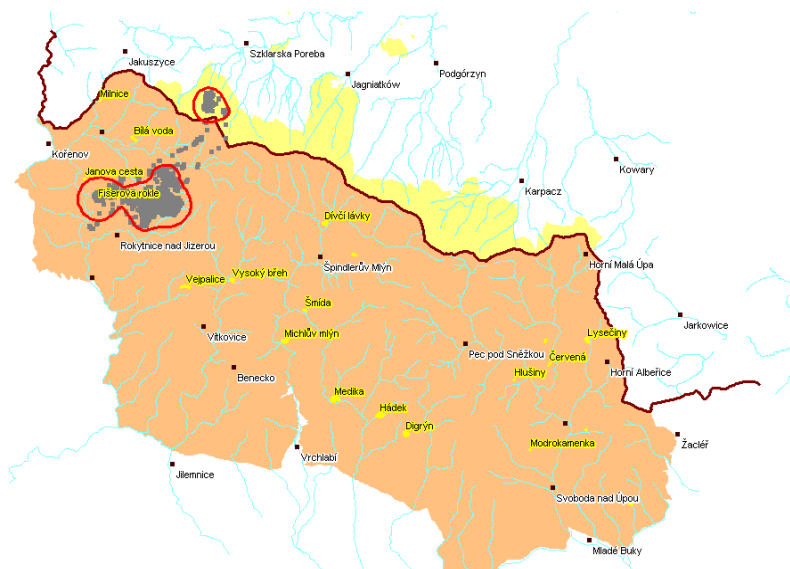 Szklarska Poreba
Jakuszyce
Podgórzyn
Jagniatków
Milnice
Bílá voda
Kořenov
Kowary
Janova cesta
Karpacz
Fišerova rokle
Dívčí lávky
Rokytnice nad Jizerou
Špindlerův Mlýn
Horní Malá Úpa
Vysoký břeh
Vejpalice
Šmída
Jarkowice
Vítkovice
Michlův mlýn
Lysečiny
Pec pod Sněžkou
Červená
Horní Albeřice
Hlušiny
Benecko
Medika
Hádek
Digrýn
Modrokamenka
Žacléř
Vrchlabí
Jilemnice
Svoboda nad Úpou
Mladé Buky